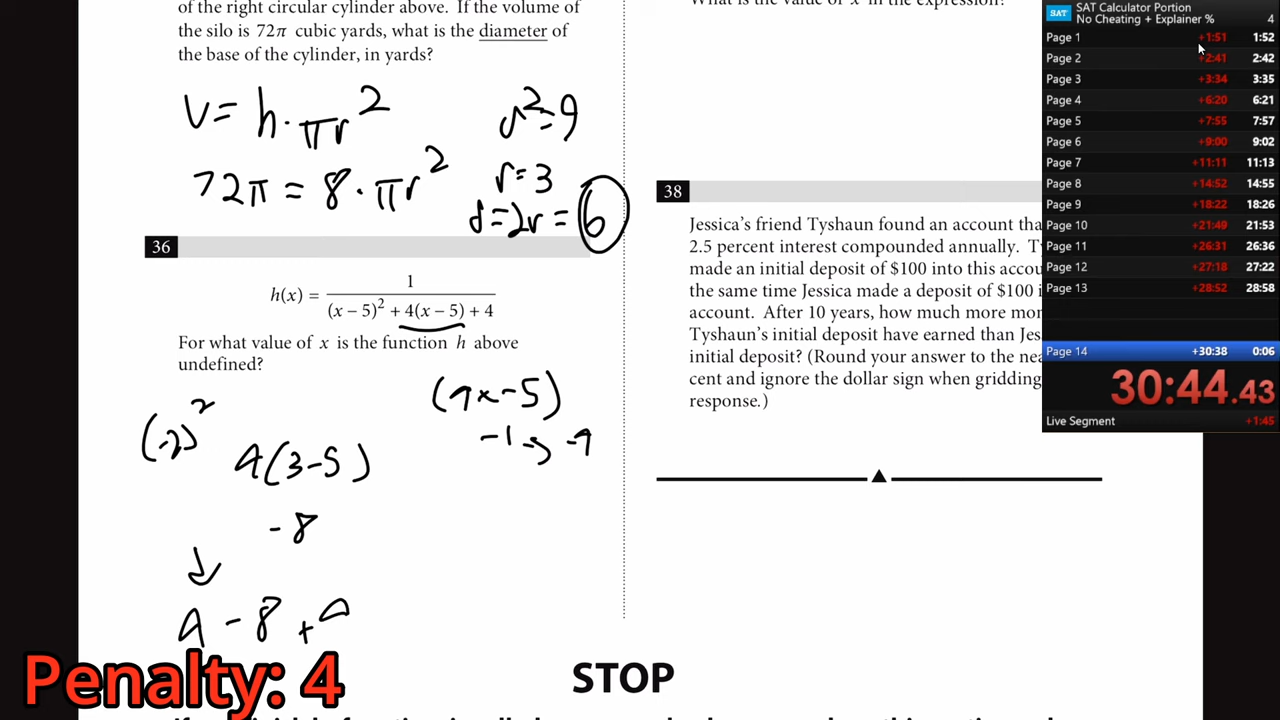 of the right circular cylinder above. If the volume of
the silo is 72π cubic yards, what is the diameter of
the base of the cylinder, in yards?
V = h · πr²
72π = 8 · πr²
r² = 9
r = 3
d = 2r = 6
36
h(x) = 1 / (x – 5)² + 4(x – 5) + 4
For what value of x is the function h above
undefined?
(4x – 5)
-1 → -9
4(3-5)
-8
4 - 8 + 4
What is the value of x in the expression?
38
Jessica's friend Tyshaun found an account tha
2.5 percent interest compounded annually. T
made an initial deposit of $100 into this accou
the same time Jessica made a deposit of $100 i
account. After 10 years, how much more mon
Tyshaun's initial deposit have earned than Jes
initial deposit? (Round your answer to the nea
cent and ignore the dollar sign when gridding
response.)
STOP
Penalty: 4
SAT
SAT Calculator Portion
No Cheating + Explainer % 4
Page 1 +1:51 1:52
Page 2 +2:41 2:42
Page 3 +3:34 3:35
Page 4 +6:20 6:21
Page 5 +7:55 7:57
Page 6 +9:00 9:02
Page 7 +11:11 11:13
Page 8 +14:52 14:55
Page 9 +18:22 18:26
Page 10 +21:49 21:53
Page 11 +26:31 26:36
Page 12 +27:18 27:22
Page 13 +28:52 28:58
Page 14 +30:38 0:06
30:44.43
Live Segment +1:45